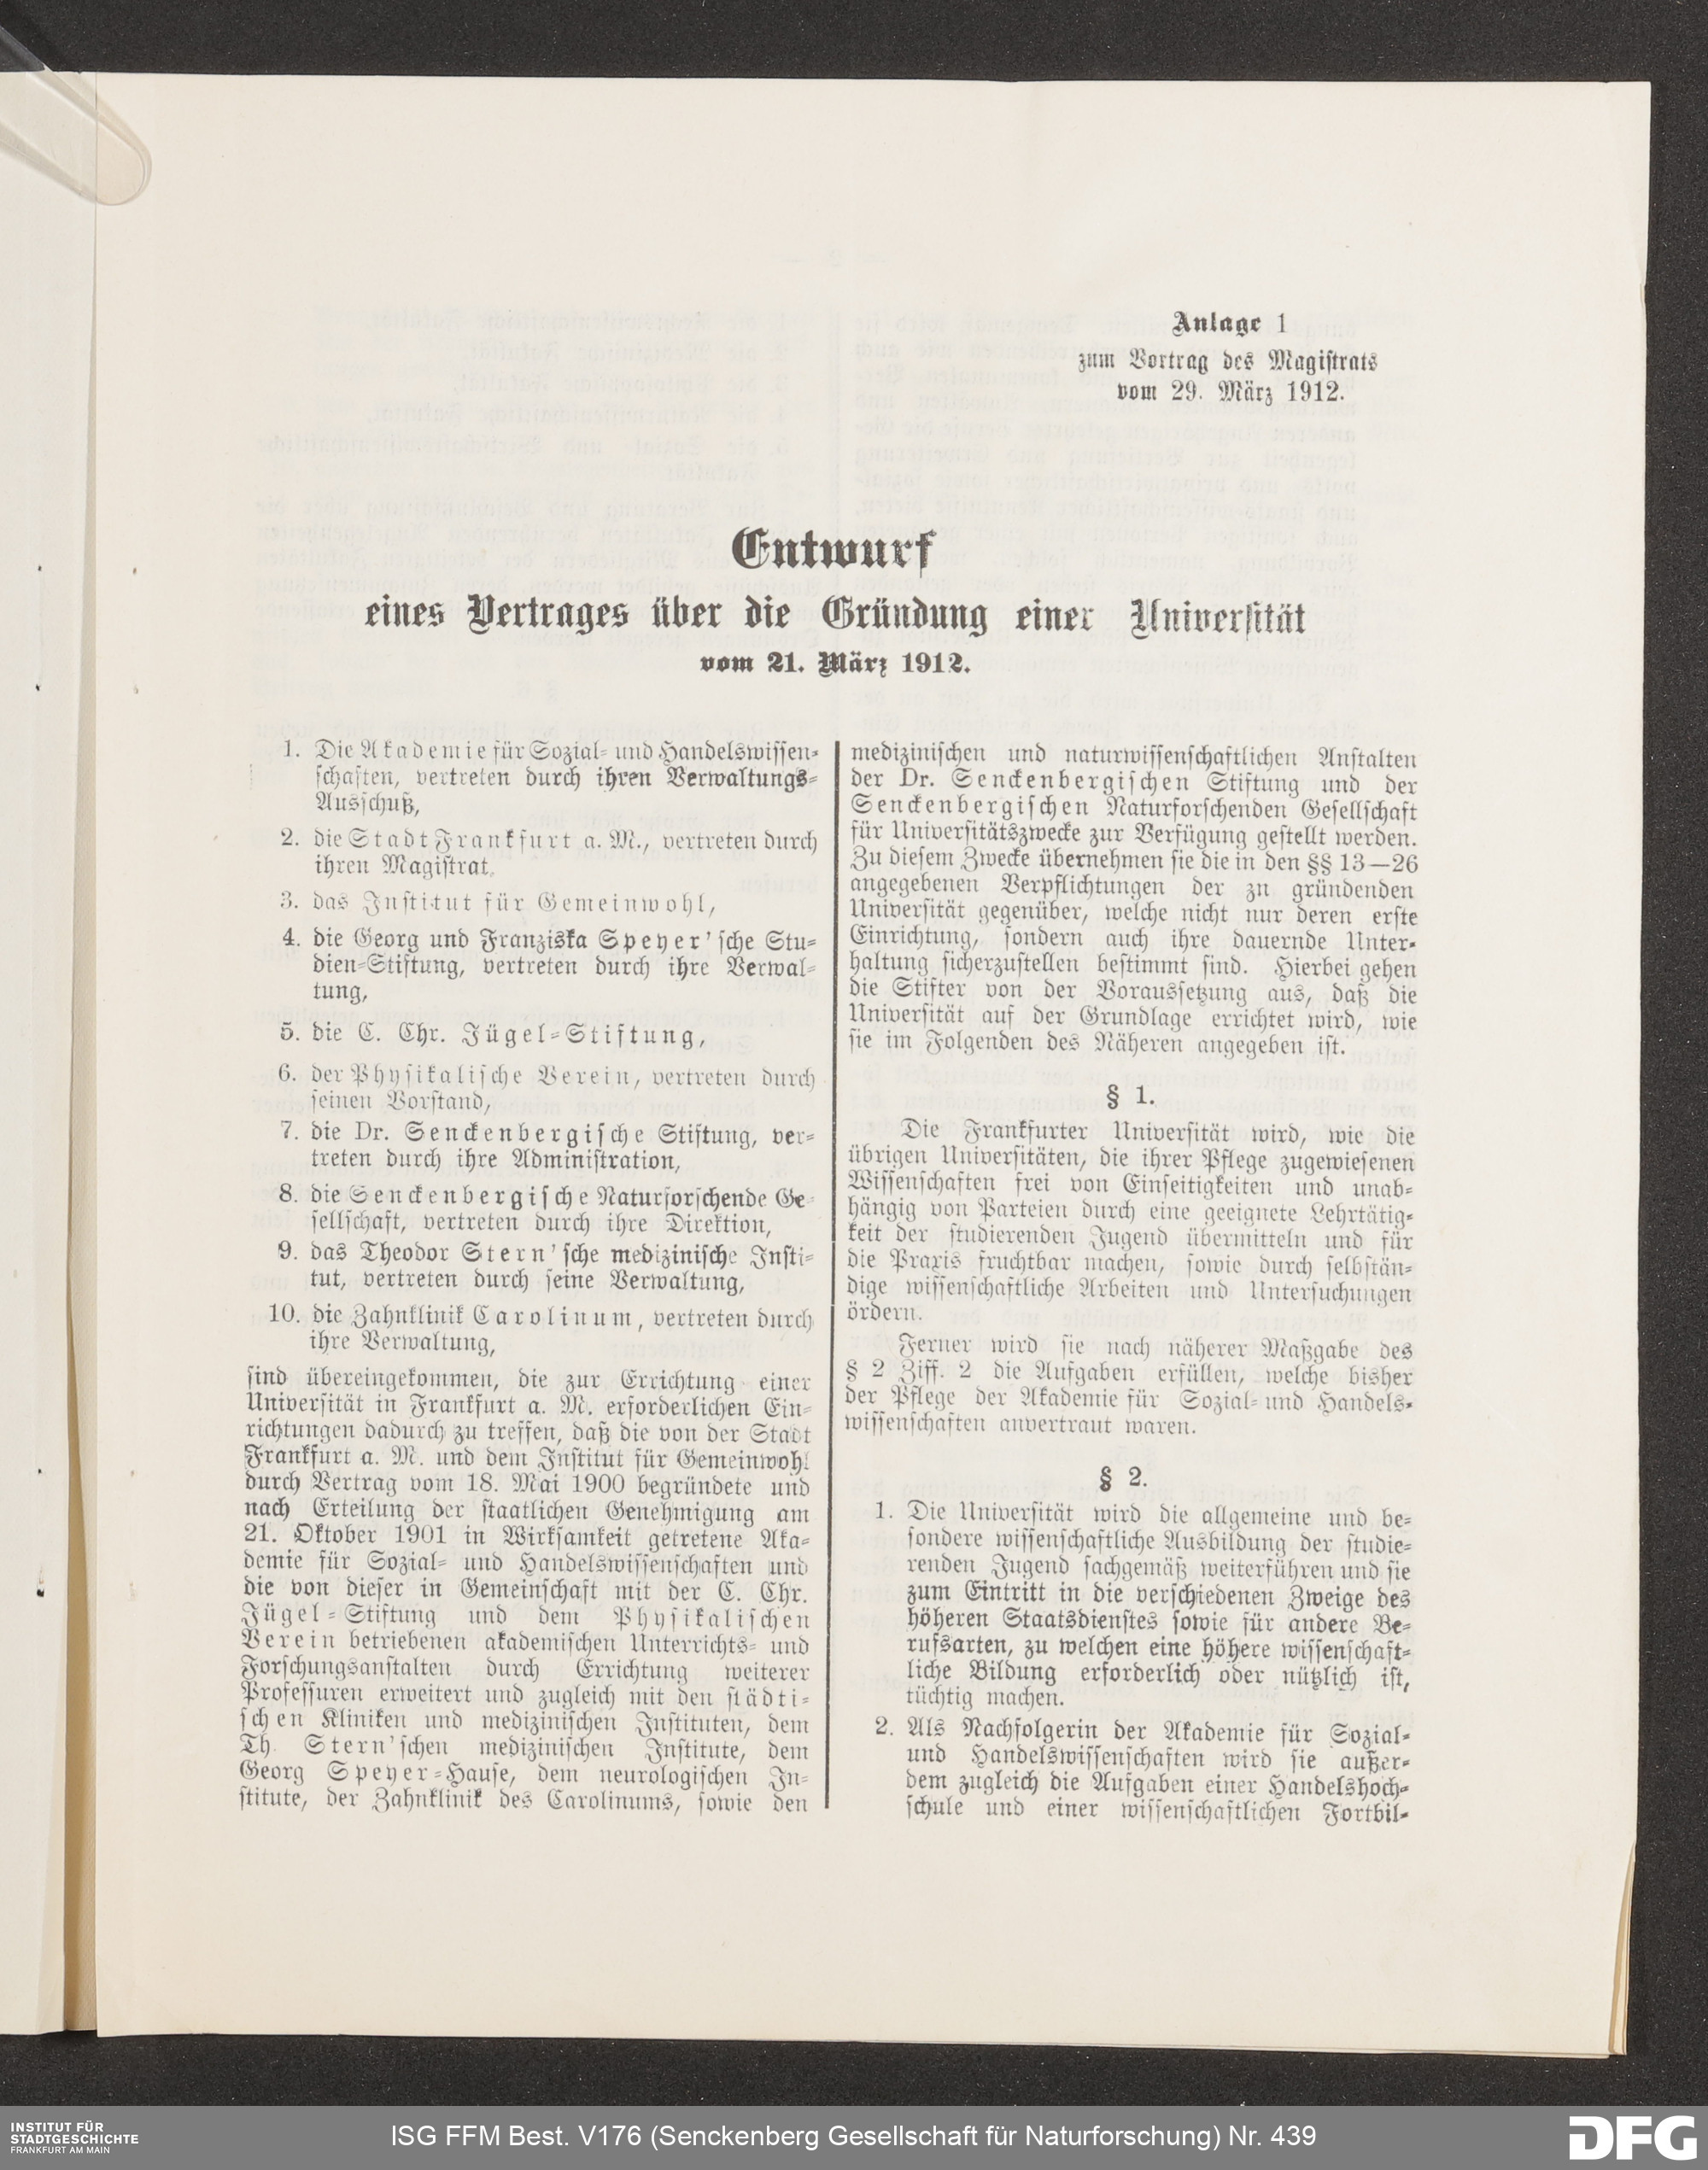 Anlage 1
zum Vortrag des Magistrats
vom 29. März 1912.
Entwurf
eines Vertrages über die Gründung einer Universität
vom 21. März 1912.
1. Die Akademie für Sozial- und Handelswissen-
schaften, vertreten durch ihren Verwaltungs-
Ausschuß,
2. die Stadt Frankfurt a. M., vertreten durch
ihren Magistrat,
3. das Institut für Gemeinwohl,
4. die Georg und Franziska Speyer'sche Stu-
dien-Stiftung, vertreten durch ihre Verwal-
tung,
5. die C. Chr. Jügel-Stiftung,
6. der Physikalische Verein, vertreten durch
seinen Vorstand,
7. die Dr. Senckenbergische Stiftung, ver-
treten durch ihre Administration,
8. die Senckenbergische Naturforschende Ge-
sellschaft, vertreten durch ihre Direktion,
9. das Theodor Stern'sche medizinische Insti-
tut, vertreten durch seine Verwaltung,
10. die Zahnklinik Carolinum, vertreten durch
ihre Verwaltung,
sind übereingekommen, die zur Errichtung einer
Universität in Frankfurt a. M. erforderlichen Ein-
richtungen dadurch zu treffen, daß die von der Stadt
Frankfurt a. M. und dem Institut für Gemeinwohl
durch Vertrag vom 18. Mai 1900 begründete und
nach Erteilung der staatlichen Genehmigung am
21. Oktober 1901 in Wirksamkeit getretene Aka-
demie für Sozial- und Handelswissenschaften und
die von dieser in Gemeinschaft mit der C. Chr.
Jügel-Stiftung und dem Physikalischen
Verein betriebenen akademischen Unterrichts- und
Forschungsanstalten durch Errichtung weiterer
Professuren erweitert und zugleich mit den städti-
schen Kliniken und medizinischen Instituten, dem
Th. Stern'schen medizinischen Institute, dem
Georg Speyer-Hause, dem neurologischen In-
stitute, der Zahnklinik des Carolinums, sowie den
medizinischen und naturwissenschaftlichen Anstalten
der Dr. Senckenbergischen Stiftung und der
Senckenbergischen Naturforschenden Gesellschaft
für Universitätszwecke zur Verfügung gestellt werden.
Zu diesem Zwecke übernehmen sie die in den §§ 13—26
angegebenen Verpflichtungen der zu gründenden
Universität gegenüber, welche nicht nur deren erste
Einrichtung, sondern auch ihre dauernde Unter-
haltung sicherzustellen bestimmt sind. Hierbei gehen
die Stifter von der Voraussetzung aus, daß die
Universität auf der Grundlage errichtet wird, wie
sie im Folgenden des Näheren angegeben ist.
§ 1.
Die Frankfurter Universität wird, wie die
übrigen Universitäten, die ihrer Pflege zugewiesenen
Wissenschaften frei von Einseitigkeiten und unab-
hängig von Parteien durch eine geeignete Lehrtätig-
keit der studierenden Jugend übermitteln und für
die Praxis fruchtbar machen, sowie durch selbstän-
dige wissenschaftliche Arbeiten und Untersuchungen
ördern.
Ferner wird sie nach näherer Maßgabe des
§ 2 Ziff. 2 die Aufgaben erfüllen, welche bisher
der Pflege der Akademie für Sozial- und Handels-
wissenschaften anvertraut waren.
§ 2.
1. Die Universität wird die allgemeine und be-
sondere wissenschaftliche Ausbildung der studie-
renden Jugend sachgemäß weiterführen und sie
zum Eintritt in die verschiedenen Zweige des
höheren Staatsdienstes sowie für andere Be-
rufsarten, zu welchen eine höhere wissenschaft-
liche Bildung erforderlich oder nützlich ist,
tüchtig machen.
2. Als Nachfolgerin der Akademie für Sozial-
und Handelswissenschaften wird sie außer-
dem zugleich die Aufgaben einer Handelshoch-
schule und einer wissenschaftlichen Fortbil-
INSTITUT FÜR
STADTGESCHICHTE
FRANKFURT AM MAIN
ISG FFM Best. V176 (Senckenberg Gesellschaft für Naturforschung) Nr. 439
DFG